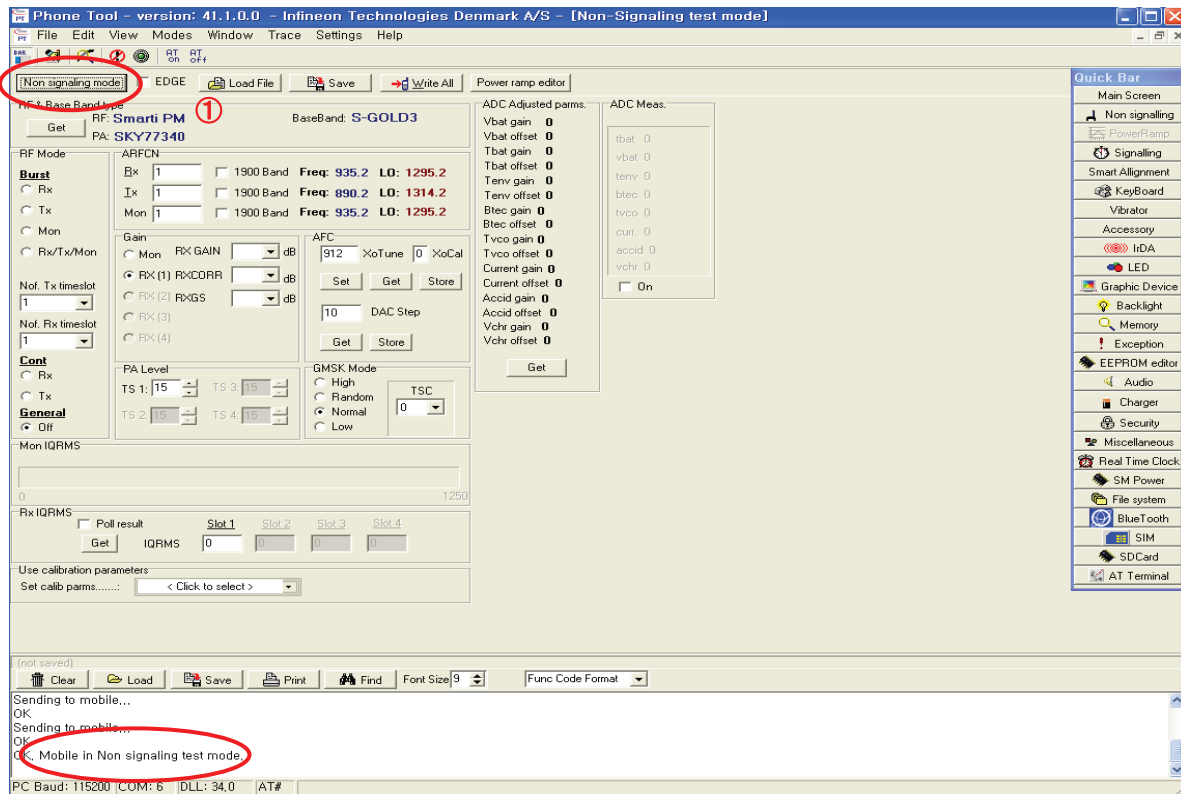 Phone Tool - version: 41.1.0.0 - Infineon Technologies Denmark A/S - [Non-Signaling test mode]
File Edit View Modes Window Trace Settings Help
BAR AT on AT off
Non signaling mode EDGE Load File Save Write All Power ramp editor
①
RF & Base Band type
Get RF: Smarti PM BaseBand: S-GOLD3
PA: SKY77340
RF Mode
Burst
Rx
Tx
Mon
Rx/Tx/Mon
Nof. Tx timeslot
1
Nof. Rx timeslot
1
Cont
Rx
Tx
General
Off
ARFCN
Rx 1 1900 Band Freq: 935.2 LO: 1295.2
Tx 1 1900 Band Freq: 890.2 LO: 1314.2
Mon 1 1900 Band Freq: 935.2 LO: 1295.2
Gain
Mon RX GAIN dB
RX (1) RXCORR dB
RX (2) RXGS dB
RX (3)
RX (4)
AFC
912 XoTune 0 XoCal
Set Get Store
10 DAC Step
Get Store
PA Level
TS 1: 15 TS 3: 15
TS 2: 15 TS 4: 15
GMSK Mode
High
Random
Normal
Low
TSC
0
Mon IQRMS
0 1250
Rx IQRMS
Poll result Slot 1 Slot 2 Slot 3 Slot 4
Get IQRMS 0 0 0 0
Use calibration parameters
Set calib parms......: < Click to select >
ADC Adjusted parms.
Vbat gain 0
Vbat offset 0
Tbat gain 0
Tbat offset 0
Tenv gain 0
Tenv offset 0
Btec gain 0
Btec offset 0
Tvco gain 0
Tvco offset 0
Current gain 0
Current offset 0
Accid gain 0
Accid offset 0
Vchr gain 0
Vchr offset 0
Get
ADC Meas.
tbat 0
vbat 0
tenv 0
btec 0
tvco 0
curr. 0
accid 0
vchr 0
On
Quick Bar
Main Screen
Non signalling
PowerRamp
Signalling
Smart Allignment
KeyBoard
Vibrator
Accessory
IrDA
LED
Graphic Device
Backlight
Memory
Exception
EEPROM editor
Audio
Charger
Security
Miscellaneous
Real Time Clock
SM Power
File system
BlueTooth
SIM
SDCard
AT Terminal
(not saved)
Clear Load Save Print Find Font Size 9 Func Code Format
Sending to mobile...
OK
Sending to mobile...
OK
OK, Mobile in Non signaling test mode.
PC Baud: 115200 COM: 6 DLL: 34,0 AT#